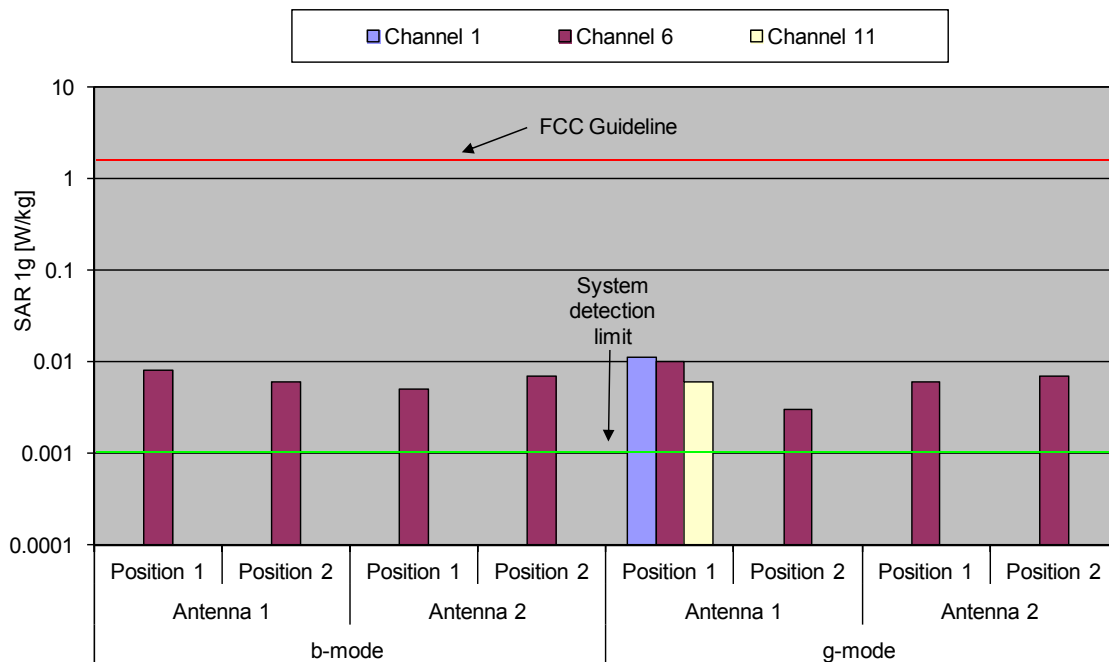 Channel 1 Channel 6 Channel 11
10
FCC Guideline
1
SAR 1g [W/kg]
0.1
System
detection
limit
0.01
0.001
0.0001
Position 1 Position 2 Position 1 Position 2 Position 1 Position 2 Position 1 Position 2
Antenna 1 Antenna 2 Antenna 1 Antenna 2
b-mode g-mode